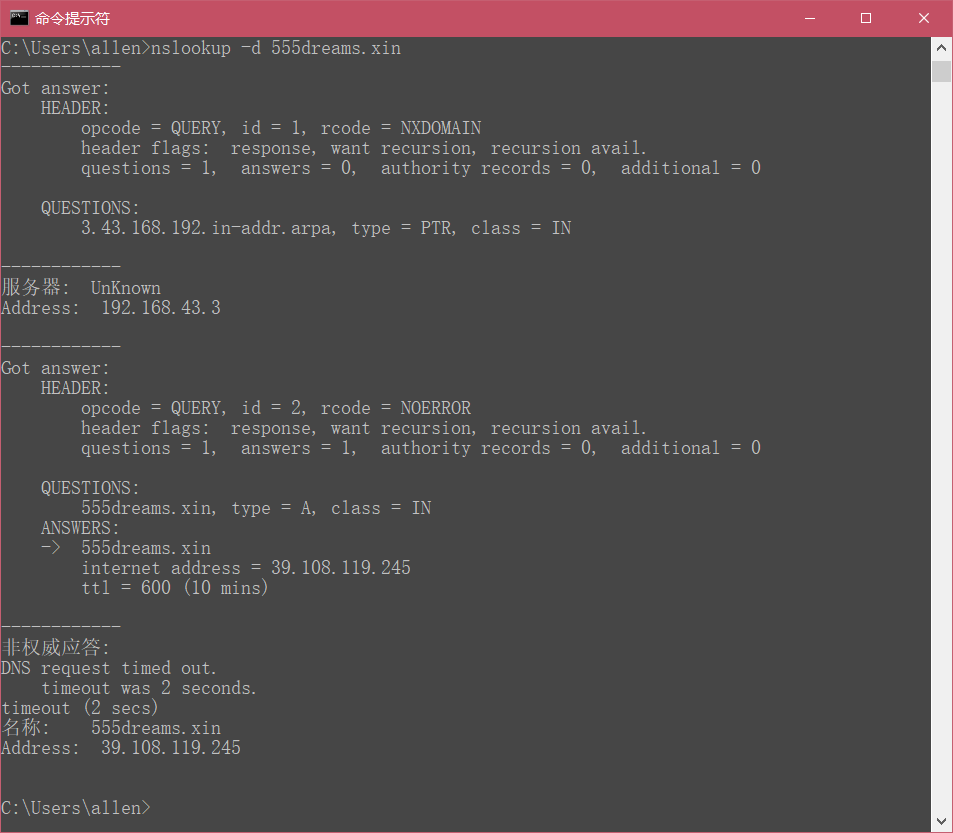 命令提示符
C:\Users\allen>nslookup -d 555dreams.xin
------------
Got answer:
    HEADER:
        opcode = QUERY, id = 1, rcode = NXDOMAIN
        header flags:  response, want recursion, recursion avail.
        questions = 1,  answers = 0,  authority records = 0,  additional = 0

    QUESTIONS:
        3.43.168.192.in-addr.arpa, type = PTR, class = IN

------------
服务器:  UnKnown
Address:  192.168.43.3

------------
Got answer:
    HEADER:
        opcode = QUERY, id = 2, rcode = NOERROR
        header flags:  response, want recursion, recursion avail.
        questions = 1,  answers = 1,  authority records = 0,  additional = 0

    QUESTIONS:
        555dreams.xin, type = A, class = IN
    ANSWERS:
    ->  555dreams.xin
        internet address = 39.108.119.245
        ttl = 600 (10 mins)

------------
非权威应答:
DNS request timed out.
    timeout was 2 seconds.
timeout (2 secs)
名称:    555dreams.xin
Address:  39.108.119.245


C:\Users\allen>